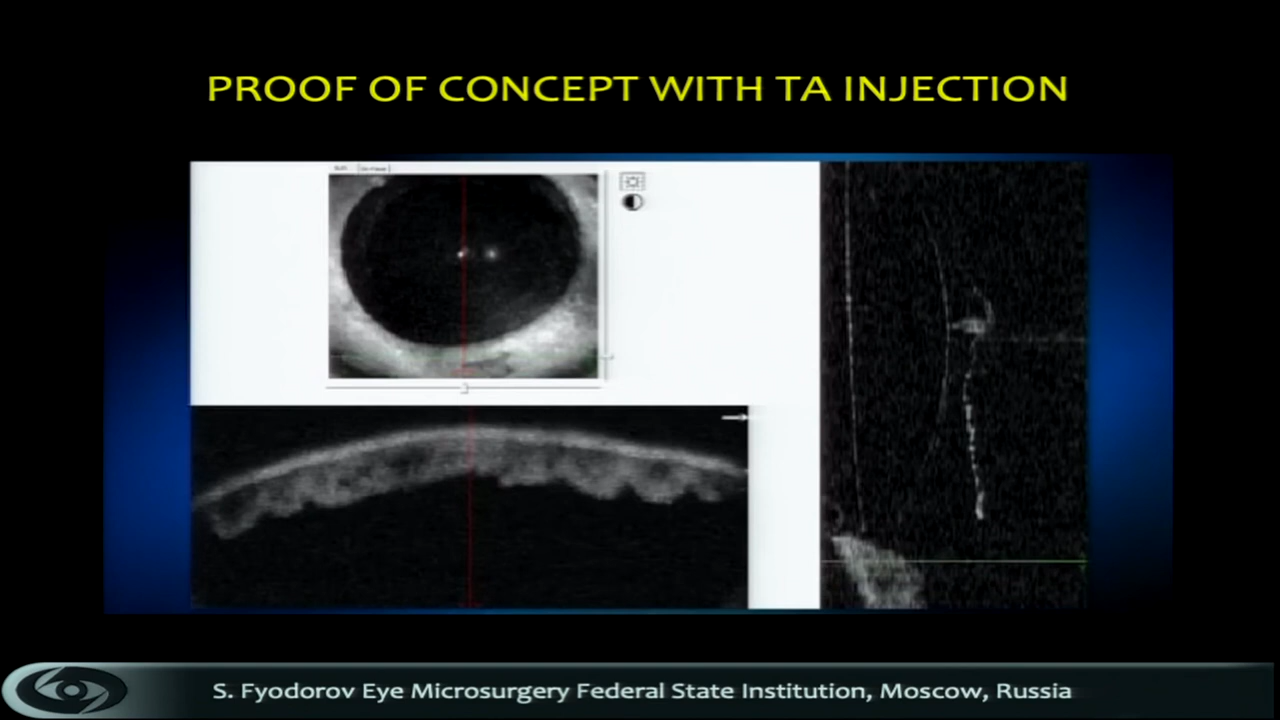 PROOF OF CONCEPT WITH TA INJECTION
S. Fyodorov Eye Microsurgery Federal State Institution, Moscow, Russia